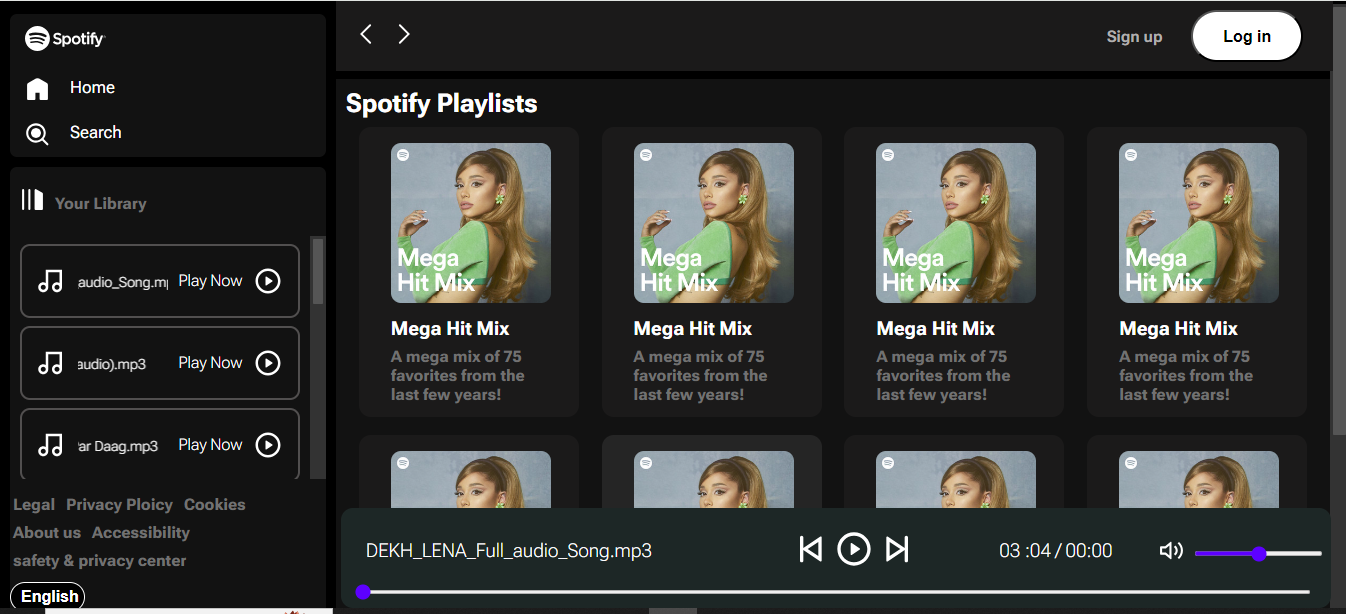 Spotify
Home
Search
Your Library
audio_Song.m Play Now
audio).mp3 Play Now
ar Daag.mp3 Play Now
Legal Privacy Ploicy Cookies
About us Accessibility
safety & privacy center
English
Sign up Log in
Spotify Playlists
Mega
Hit Mix
Mega Hit Mix
A mega mix of 75
favorites from the
last few years!
Mega
Hit Mix
Mega Hit Mix
A mega mix of 75
favorites from the
last few years!
Mega
Hit Mix
Mega Hit Mix
A mega mix of 75
favorites from the
last few years!
Mega
Hit Mix
Mega Hit Mix
A mega mix of 75
favorites from the
last few years!
DEKH_LENA_Full_audio_Song.mp3
03 :04 / 00:00